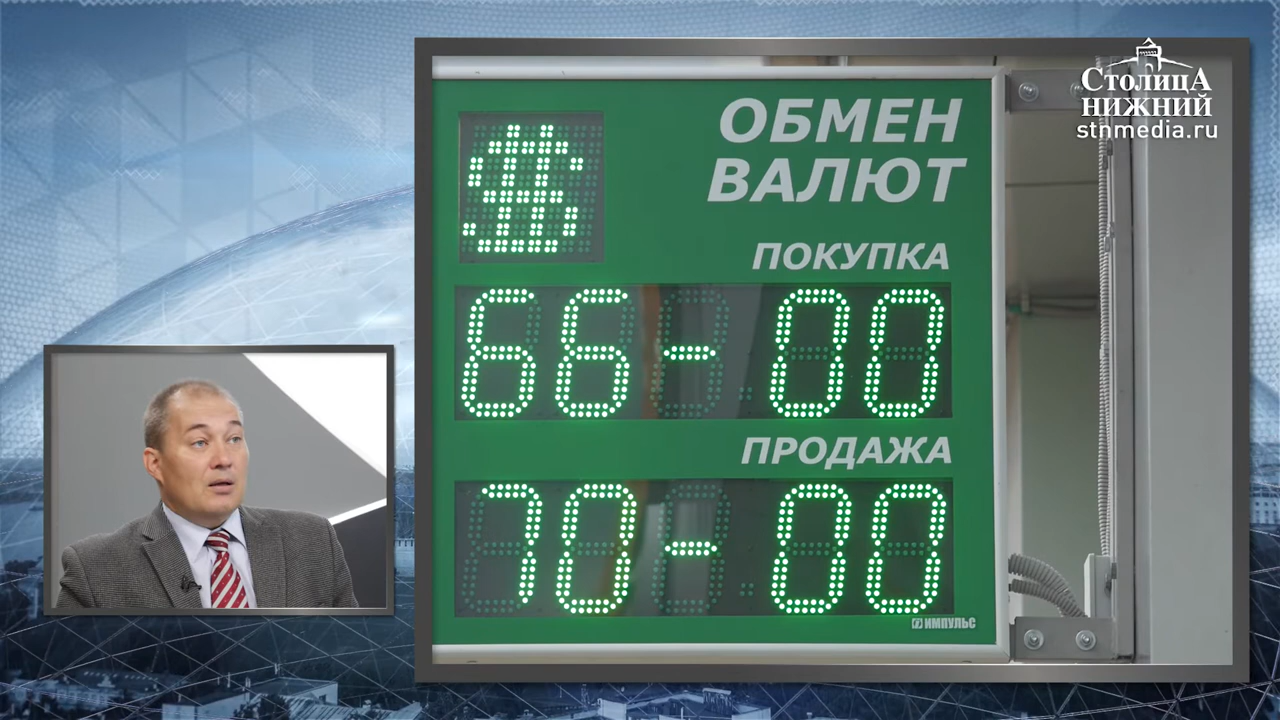 СтолицА
НИЖНИЙ
stnmedia.ru
ОБМЕН
ВАЛЮТ
$
ПОКУПКА
66-00
ПРОДАЖА
70-00
ИМПУЛЬС